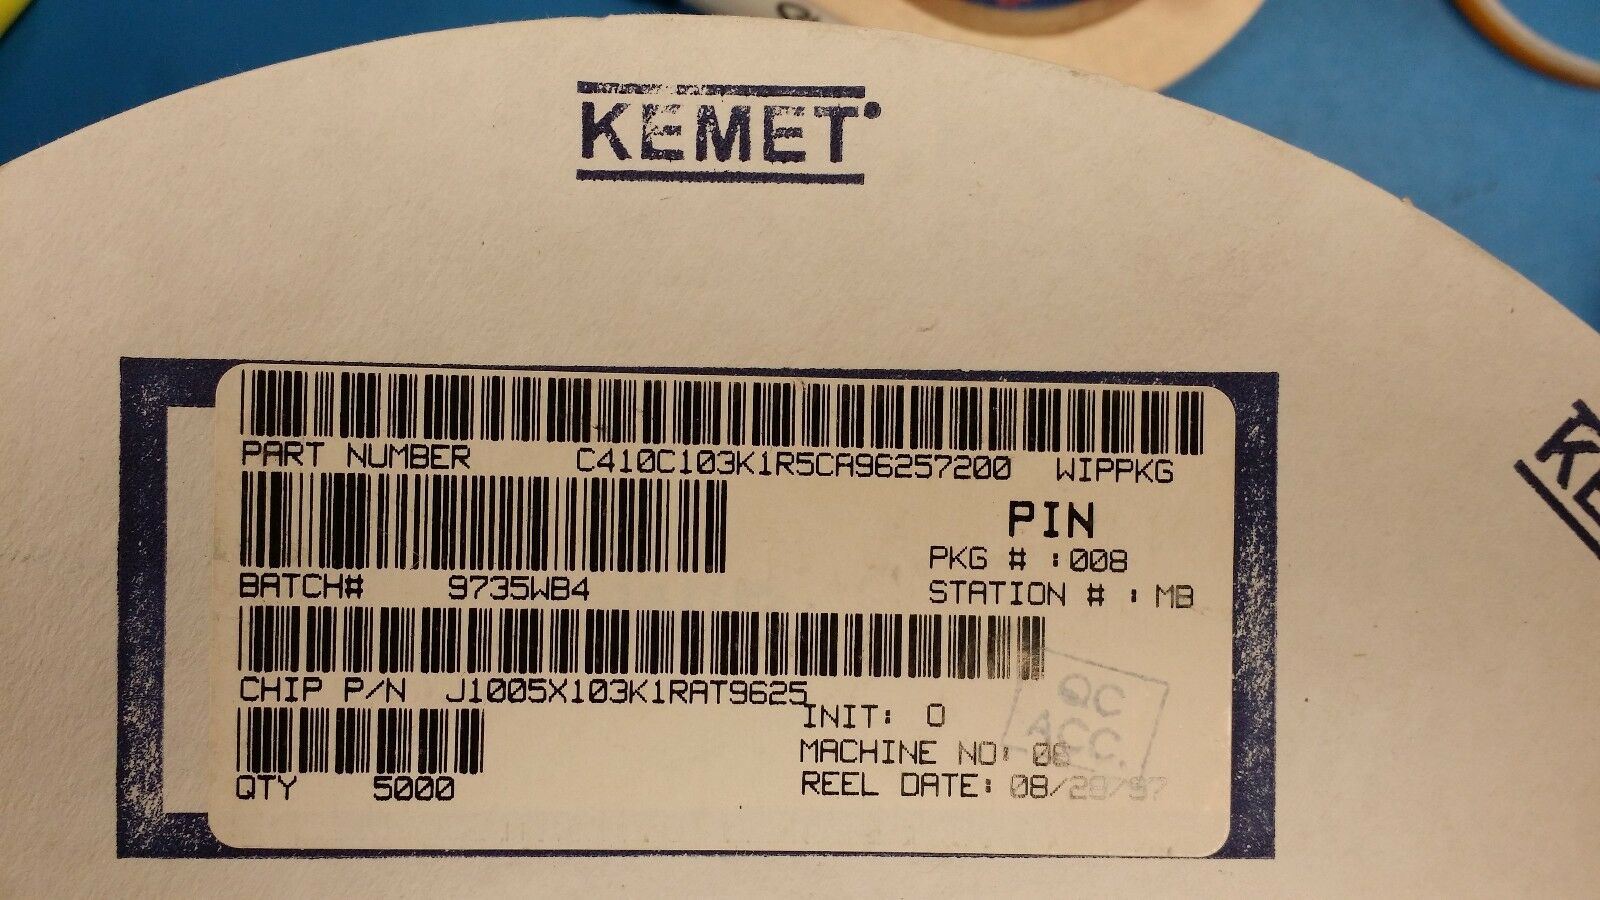 KEMET
PART NUMBER C410C103K1R5CA96257200 WIPPKG
PIN
PKG # :008
BATCH# 9735WB4
STATION # : MB
CHIP P/N J1005X103K1RAT9625
INIT: O
QC
ACC.
MACHINE NO: 08
QTY 5000
REEL DATE: 08/28/97
KE